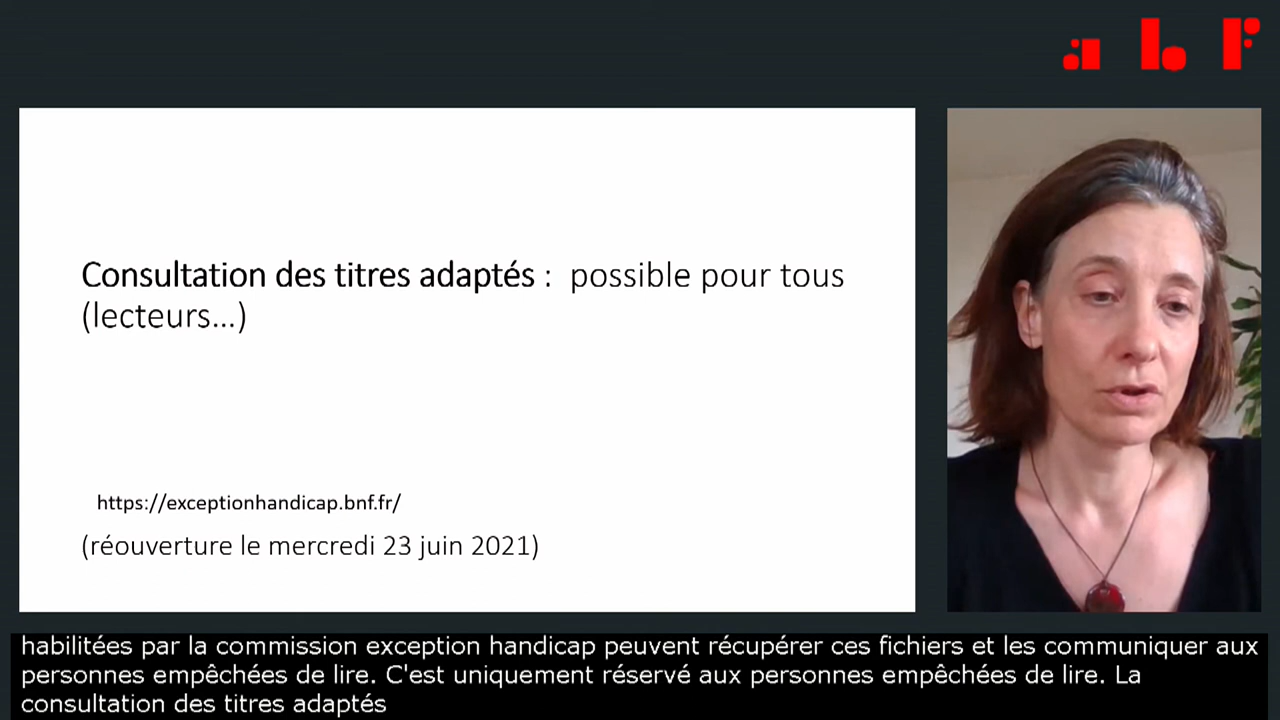 abf
Consultation des titres adaptés :  possible pour tous
(lecteurs...)
https://exceptionhandicap.bnf.fr/
(réouverture le mercredi 23 juin 2021)
habilitées par la commission exception handicap peuvent récupérer ces fichiers et les communiquer aux
personnes empêchées de lire. C'est uniquement réservé aux personnes empêchées de lire. La
consultation des titres adaptés